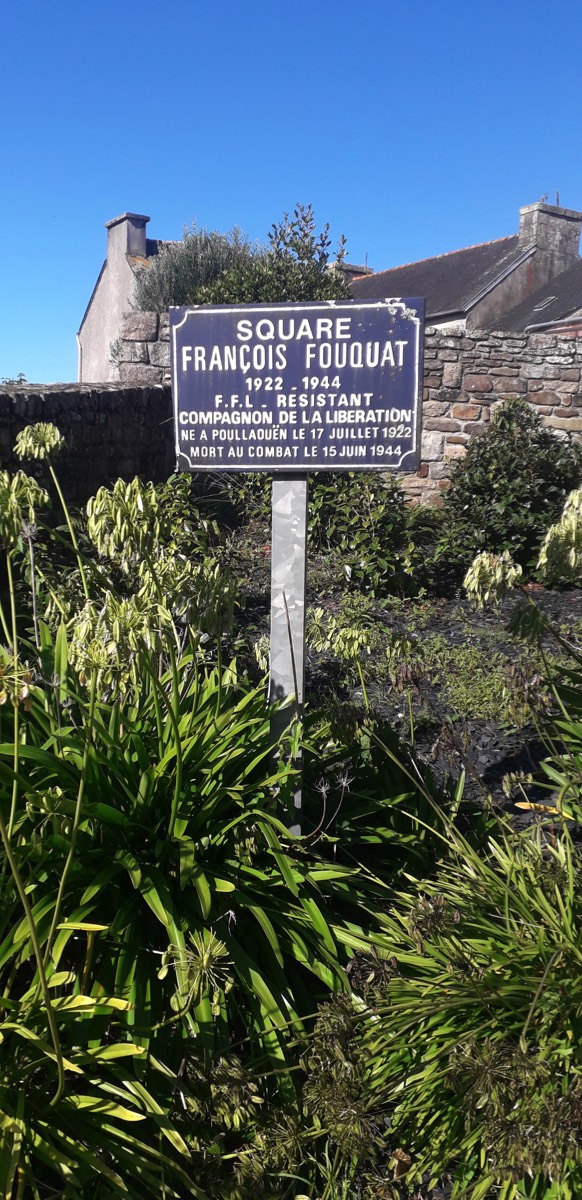 SQUARE
FRANÇOIS FOUQUAT
1922 - 1944
F.F.L - RESISTANT
COMPAGNON DE LA LIBERATION
NE A POULLAOUËN LE 17 JUILLET 1922
MORT AU COMBAT LE 15 JUIN 1944